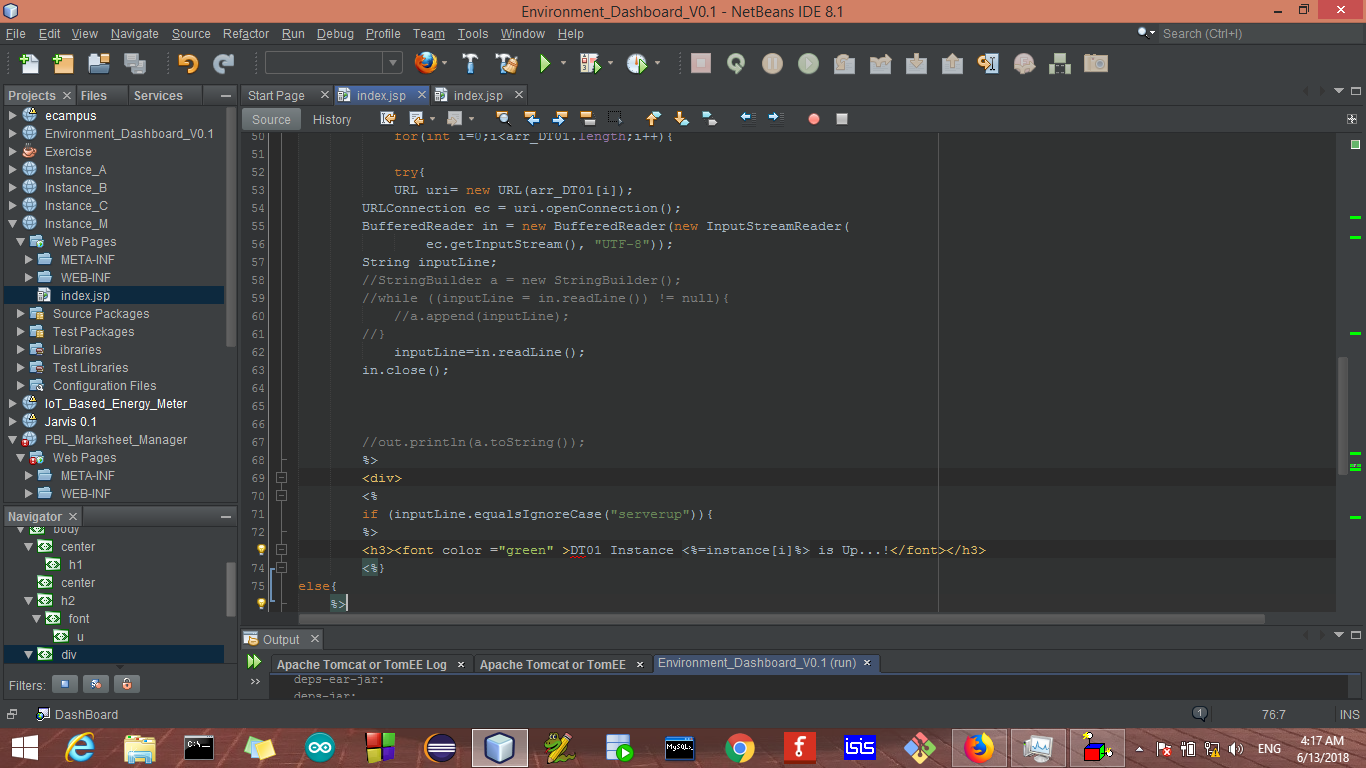 Environment_Dashboard_V0.1 - NetBeans IDE 8.1
File Edit View Navigate Source Refactor Run Debug Profile Team Tools Window Help
Search (Ctrl+I)
Projects Files Services
Start Page index.jsp index.jsp
Source History
ecampus
Environment_Dashboard_V0.1
Exercise
Instance_A
Instance_B
Instance_C
Instance_M
Web Pages
META-INF
WEB-INF
index.jsp
Source Packages
Test Packages
Libraries
Test Libraries
Configuration Files
IoT_Based_Energy_Meter
Jarvis 0.1
PBL_Marksheet_Manager
Web Pages
META-INF
WEB-INF
Navigator
body
center
h1
center
h2
font
u
div
Filters:
50 for(int i=0;i<arr_DT01.length;i++){
51
52 try{
53 URL uri= new URL(arr_DT01[i]);
54 URLConnection ec = uri.openConnection();
55 BufferedReader in = new BufferedReader(new InputStreamReader(
56 ec.getInputStream(), "UTF-8"));
57 String inputLine;
58 //StringBuilder a = new StringBuilder();
59 //while ((inputLine = in.readLine()) != null){
60 //a.append(inputLine);
61 //}
62 inputLine=in.readLine();
63 in.close();
64
65
66
67 //out.println(a.toString());
68 %>
69 <div>
70 <%
71 if (inputLine.equalsIgnoreCase("serverup")){
72 %>
<h3><font color ="green" >DT01 Instance <%=instance[i]%> is Up...!</font></h3>
74 <%}
75 else{
%>
Output
Apache Tomcat or TomEE Log Apache Tomcat or TomEE Environment_Dashboard_V0.1 (run)
deps-ear-jar:
deps-jar:
DashBoard
1
76:7
INS
C:\
MySQL
ISIS
ENG
4:17 AM
6/13/2018